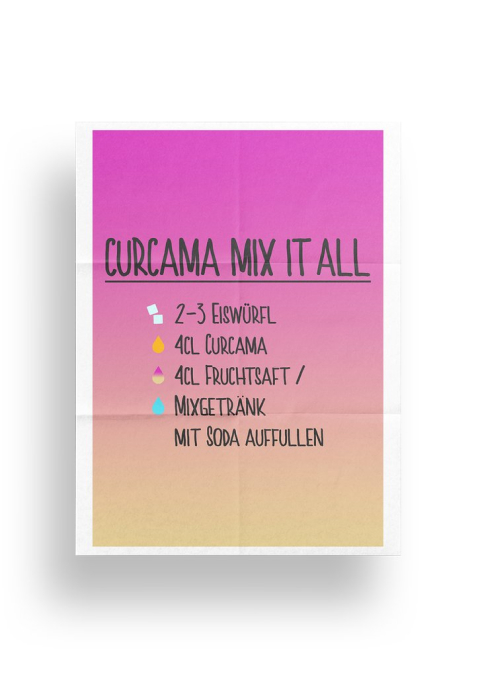 CURCAMA MIX IT ALL
2-3 EISWÜRFL
4CL CURCAMA
4CL FRUCHTSAFT /
MIXGETRÄNK
MIT SODA AUFFULLEN